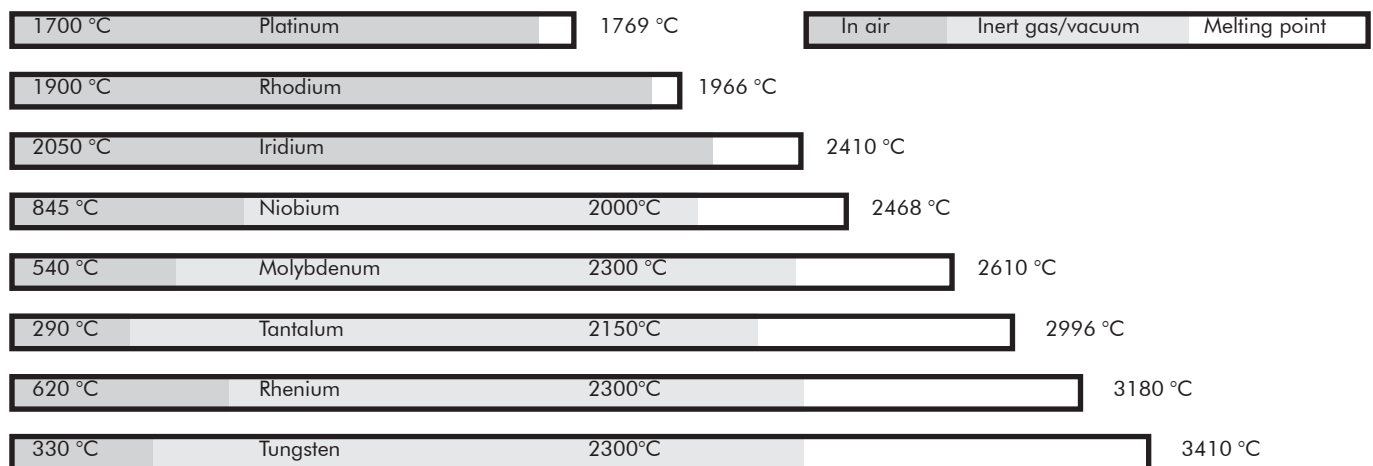 1700 °C Platinum 1769 °C In air Inert gas/vacuum Melting point
1900 °C Rhodium 1966 °C
2050 °C Iridium 2410 °C
845 °C Niobium 2000°C 2468 °C
540 °C Molybdenum 2300 °C 2610 °C
290 °C Tantalum 2150°C 2996 °C
620 °C Rhenium 2300°C 3180 °C
330 °C Tungsten 2300°C 3410 °C